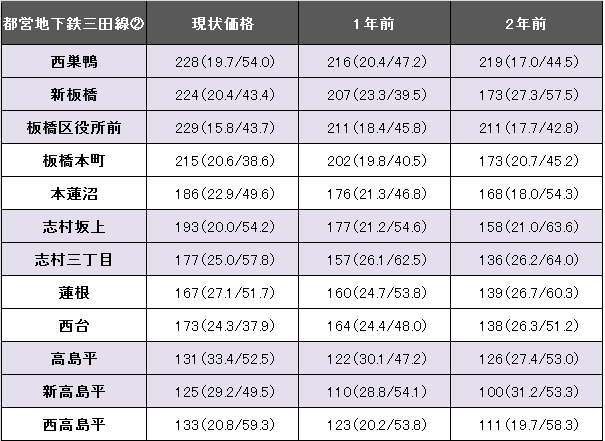 都営地下鉄三田線② 現状価格 1年前 2年前
西巣鴨 228(19.7/54.0) 216(20.4/47.2) 219(17.0/44.5)
新板橋 224(20.4/43.4) 207(23.3/39.5) 173(27.3/57.5)
板橋区役所前 229(15.8/43.7) 211(18.4/45.8) 211(17.7/42.8)
板橋本町 215(20.6/38.6) 202(19.8/40.5) 173(20.7/45.2)
本蓮沼 186(22.9/49.6) 176(21.3/46.8) 168(18.0/54.3)
志村坂上 193(20.0/54.2) 177(21.2/54.6) 158(21.0/63.6)
志村三丁目 177(25.0/57.8) 157(26.1/62.5) 136(26.2/64.0)
蓮根 167(27.1/51.7) 160(24.7/53.8) 139(26.7/60.3)
西台 173(24.3/37.9) 164(24.4/48.0) 138(26.3/51.2)
高島平 131(33.4/52.5) 122(30.1/47.2) 126(27.4/53.0)
新高島平 125(29.2/49.5) 110(28.8/54.1) 100(31.2/53.3)
西高島平 133(20.8/59.3) 123(20.2/53.8) 111(19.7/58.3)